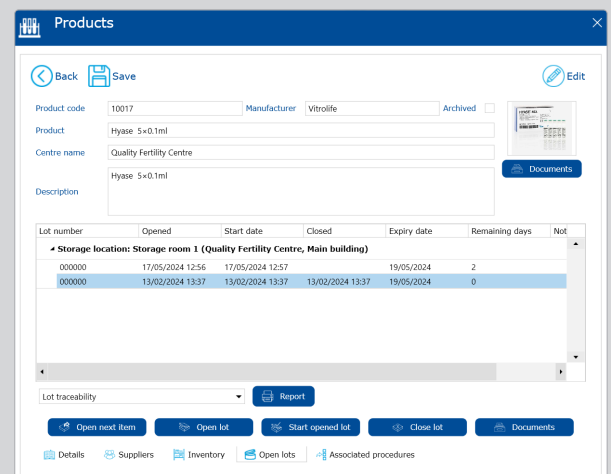 Products
Back Save Edit
Product code 10017 Manufacturer Vitrolife Archived
Product Hyase 5×0.1ml
Centre name Quality Fertility Centre
Documents
Hyase 5×0.1ml
Description
Lot number Opened Start date Closed Expiry date Remaining days Not
Storage location: Storage room 1 (Quality Fertility Centre, Main building)
000000 17/05/2024 12:56 17/05/2024 12:57 19/05/2024 2
000000 13/02/2024 13:37 13/02/2024 13:37 13/02/2024 13:37 19/05/2024 0
Lot traceability Report
Open next item Open lot Start opened lot Close lot Documents
Details Suppliers Inventory Open lots Associated procedures